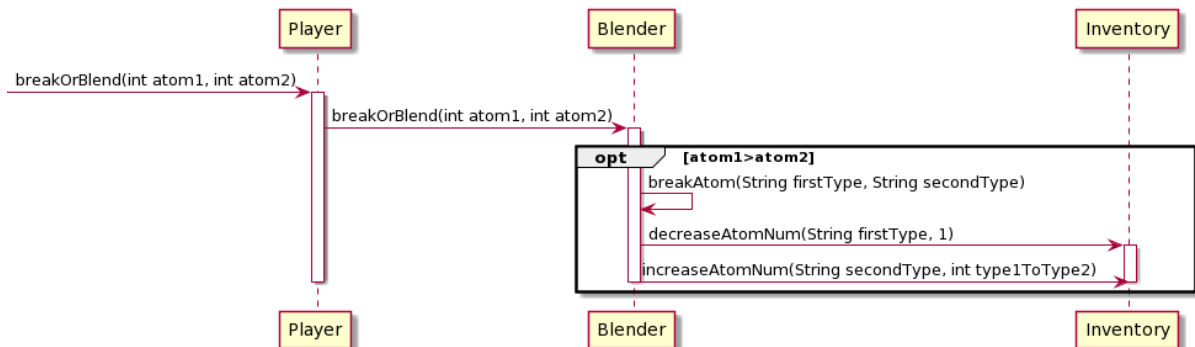 Player
Blender
Inventory
breakOrBlend(int atom1, int atom2)
breakOrBlend(int atom1, int atom2)
opt
[atom1>atom2]
breakAtom(String firstType, String secondType)
decreaseAtomNum(String firstType, 1)
increaseAtomNum(String secondType, int type1ToType2)
Player
Blender
Inventory